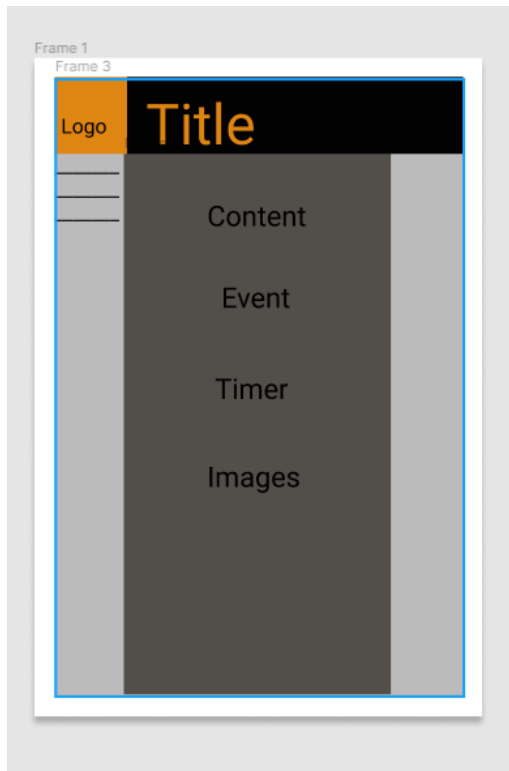 Frame 1
Frame 3
Logo
Title
Content
Event
Timer
Images